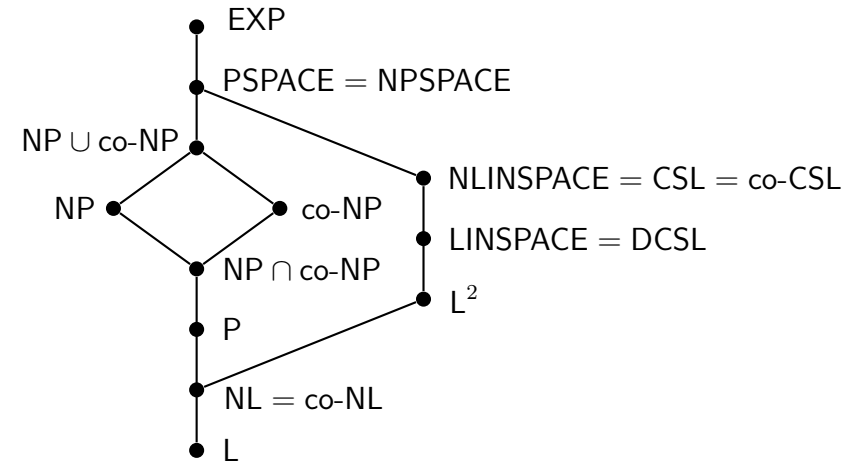 EXP
PSPACE = NPSPACE
NP ∪ co-NP
NLINSPACE = CSL = co-CSL
NP
co-NP
LINSPACE = DCSL
NP ∩ co-NP
L²
P
NL = co-NL
L